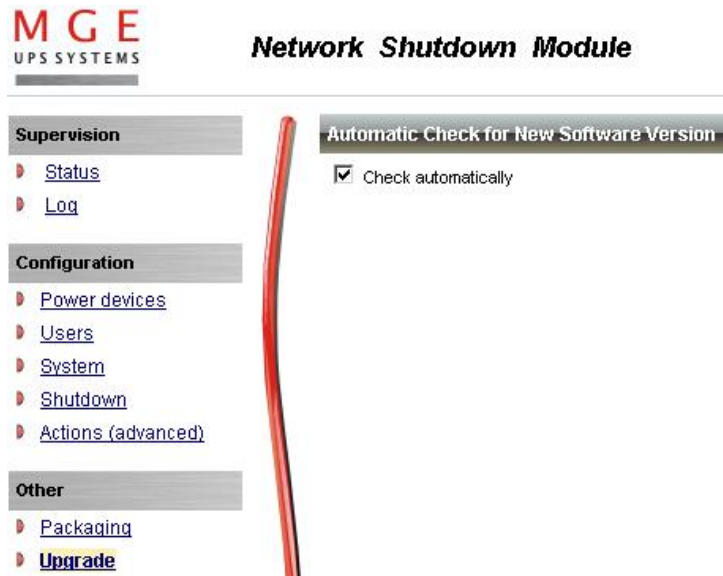 MGE
UPS SYSTEMS
Network Shutdown Module
Supervision
Status
Log
Configuration
Power devices
Users
System
Shutdown
Actions (advanced)
Other
Packaging
Upgrade
Automatic Check for New Software Version
Check automatically